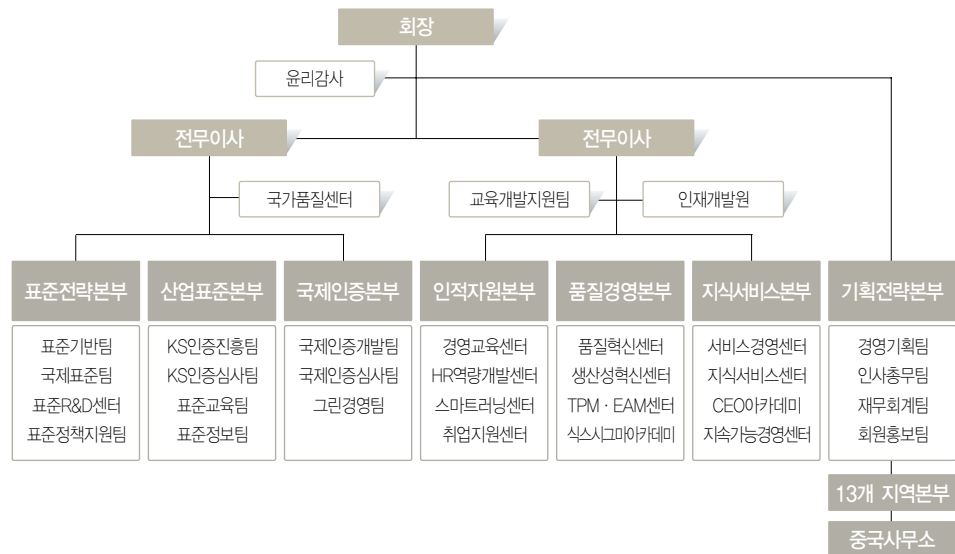 회장
윤리감사
전무이사
전무이사
국가품질센터
교육개발지원팀
인재개발원
표준전략본부
표준기반팀
국제표준팀
표준R&D센터
표준정책지원팀
산업표준본부
KS인증진흥팀
KS인증심사팀
표준교육팀
표준정보팀
국제인증본부
국제인증개발팀
국제인증심사팀
그린경영팀
인적자원본부
경영교육센터
HR역량개발센터
스마트러닝센터
취업지원센터
품질경영본부
품질혁신센터
생산성혁신센터
TPM · EAM센터
식스시그마아카데미
지식서비스본부
서비스경영센터
지식서비스센터
CEO아카데미
지속가능경영센터
기획전략본부
경영기획팀
인사총무팀
재무회계팀
회원홍보팀
13개 지역본부
중국사무소